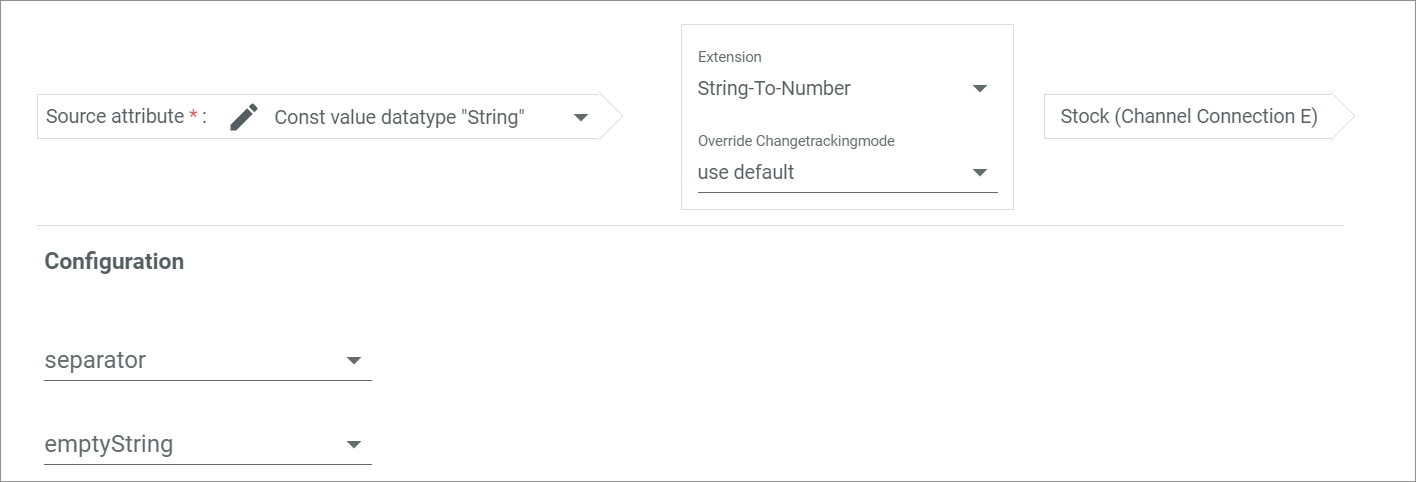 Extension
String-To-Number
Source attribute * : Const value datatype "String"
Stock (Channel Connection E)
Override Changetrackingmode
use default
Configuration
separator
emptyString